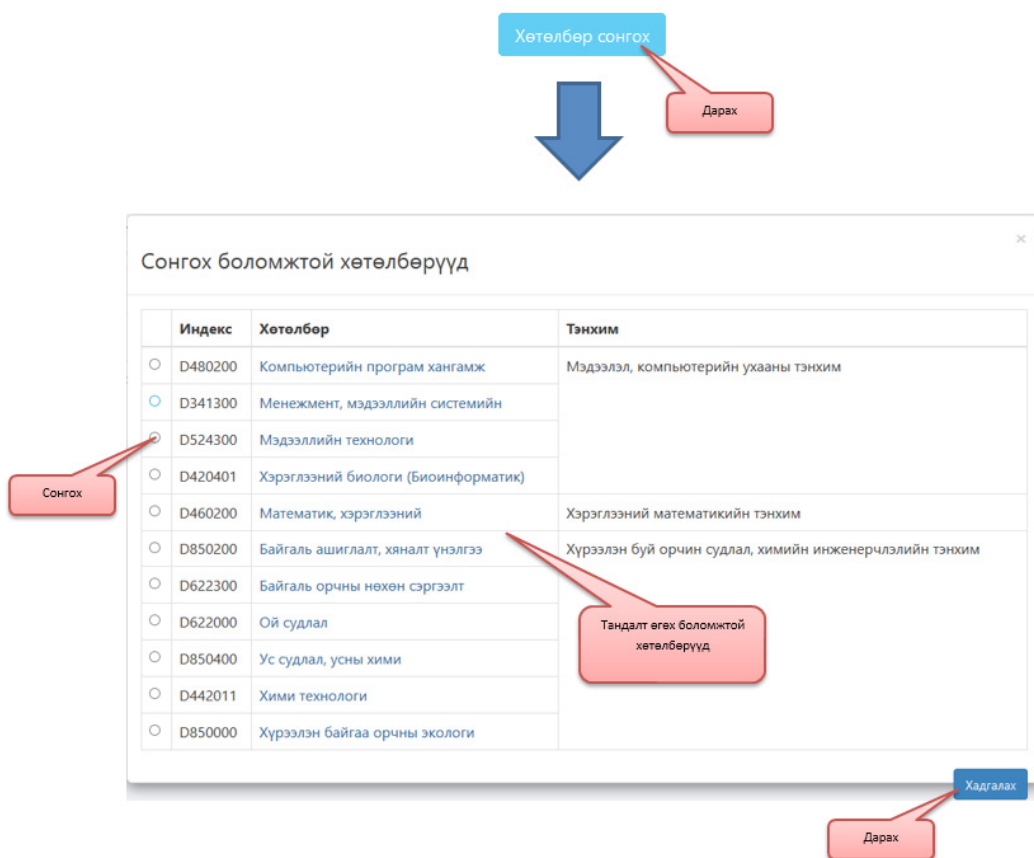 Хөтөлбөр сонгох
Дарах
×
Сонгох боломжтой хөтөлбөрүүд
Индекс Хөтөлбөр Тэнхим
D480200 Компьютерийн програм хангамж Мэдээлэл, компьютерийн ухааны тэнхим
D341300 Менежмент, мэдээллийн системийн
D524300 Мэдээллийн технологи
D420401 Хэрэглээний биологи (Биоинформатик)
Сонгох
D460200 Математик, хэрэглээний Хэрэглээний математикийн тэнхим
D850200 Байгаль ашиглалт, хяналт үнэлгээ Хүрээлэн буй орчин судлал, химийн инженерчлэлийн тэнхим
D622300 Байгаль орчны нөхөн сэргээлт
D622000 Ой судлал
Тандалт өгөх боломжтой
хөтөлбөрүүд
D850400 Ус судлал, усны хими
D442011 Хими технологи
D850000 Хүрээлэн байгаа орчны экологи
Хадгалах
Дарах